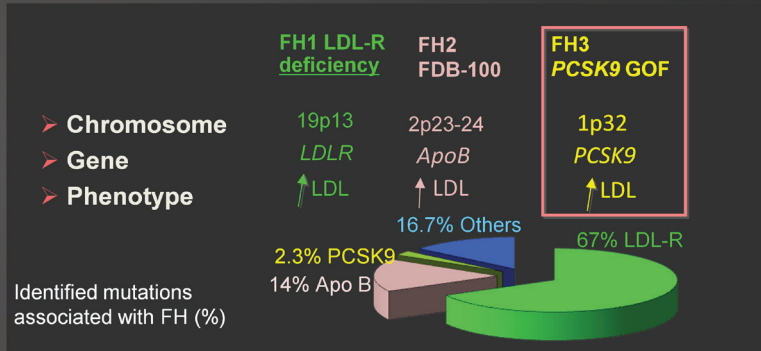 FH1 LDL-R
deficiency
FH2
FDB-100
FH3
PCSK9 GOF
Chromosome
19p13
2p23-24
1p32
Gene
LDLR
ApoB
PCSK9
Phenotype
LDL
LDL
LDL
16.7% Others
67% LDL-R
2.3% PCSK9
14% Apo B
Identified mutations
associated with FH (%)